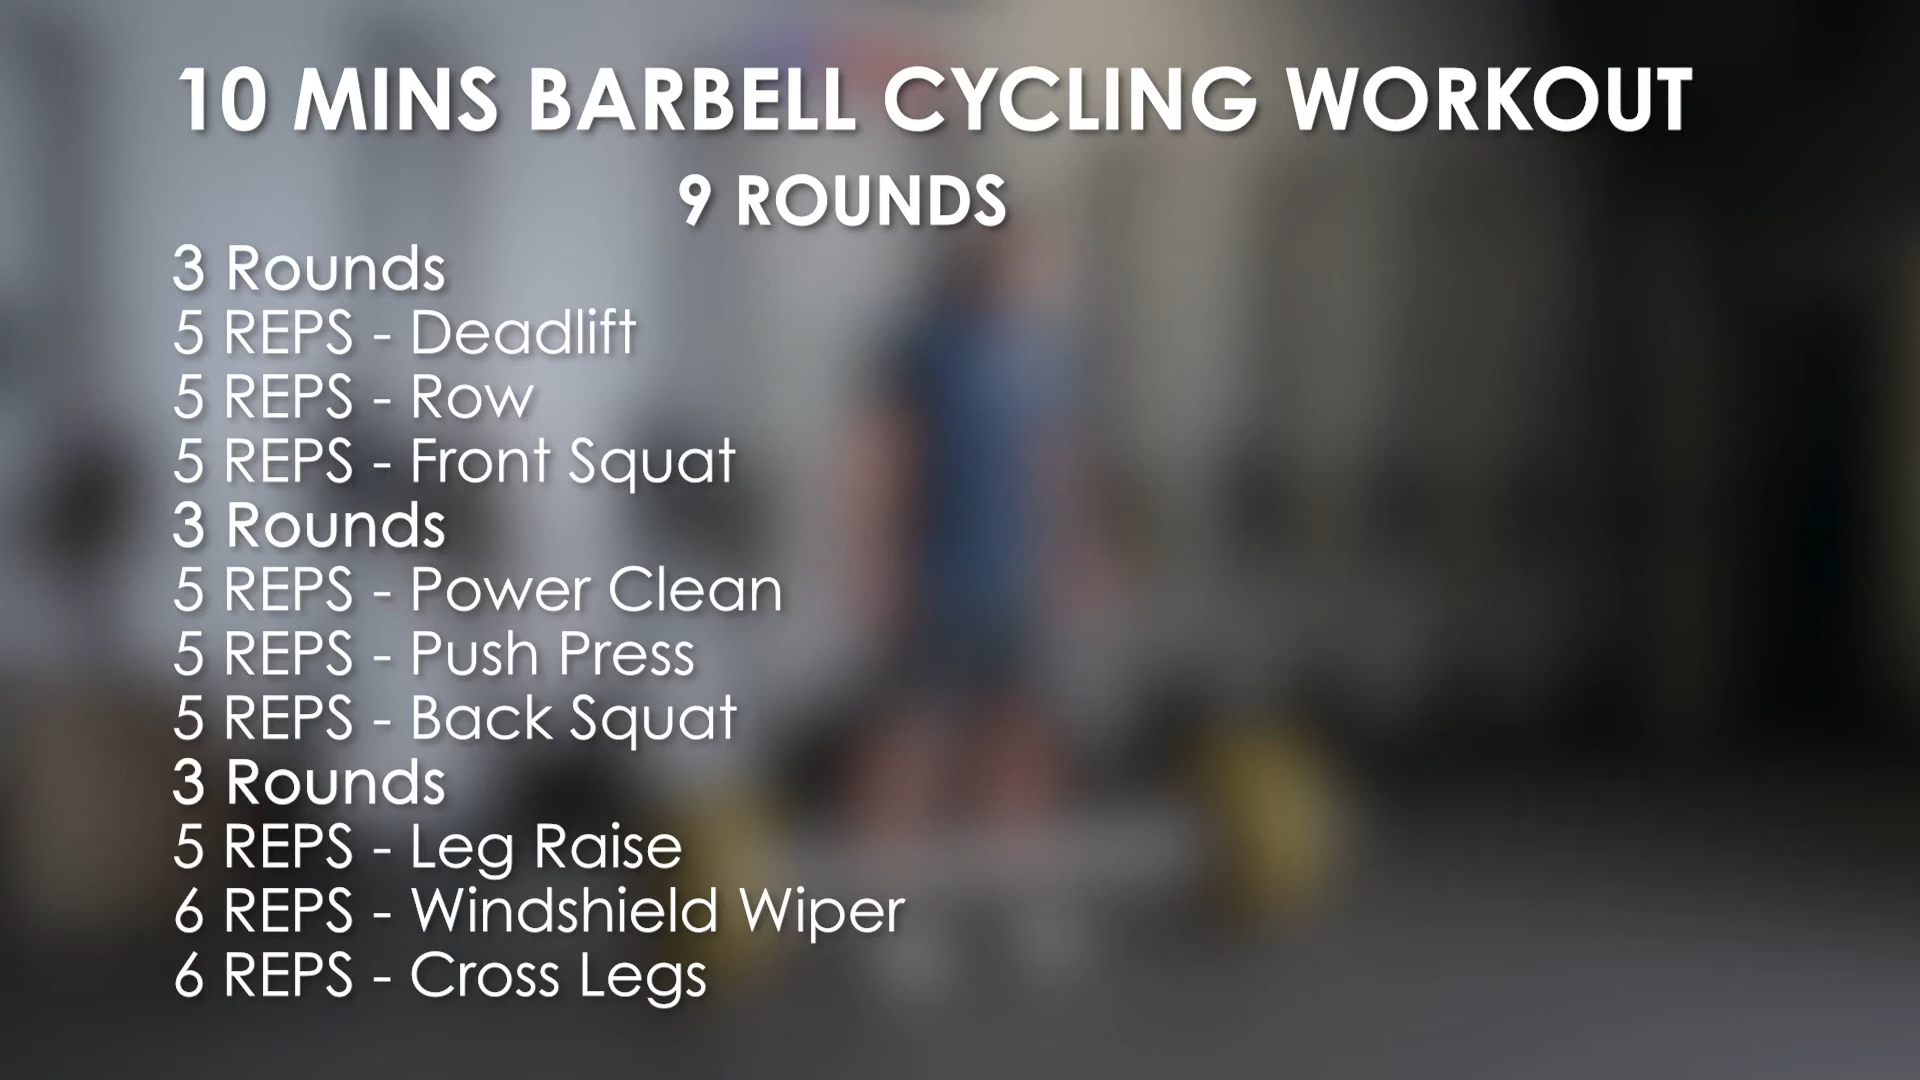 10 MINS BARBELL CYCLING WORKOUT
9 ROUNDS
3 Rounds
5 REPS - Deadlift
5 REPS - Row
5 REPS - Front Squat
3 Rounds
5 REPS - Power Clean
5 REPS - Push Press
5 REPS - Back Squat
3 Rounds
5 REPS - Leg Raise
6 REPS - Windshield Wiper
6 REPS - Cross Legs